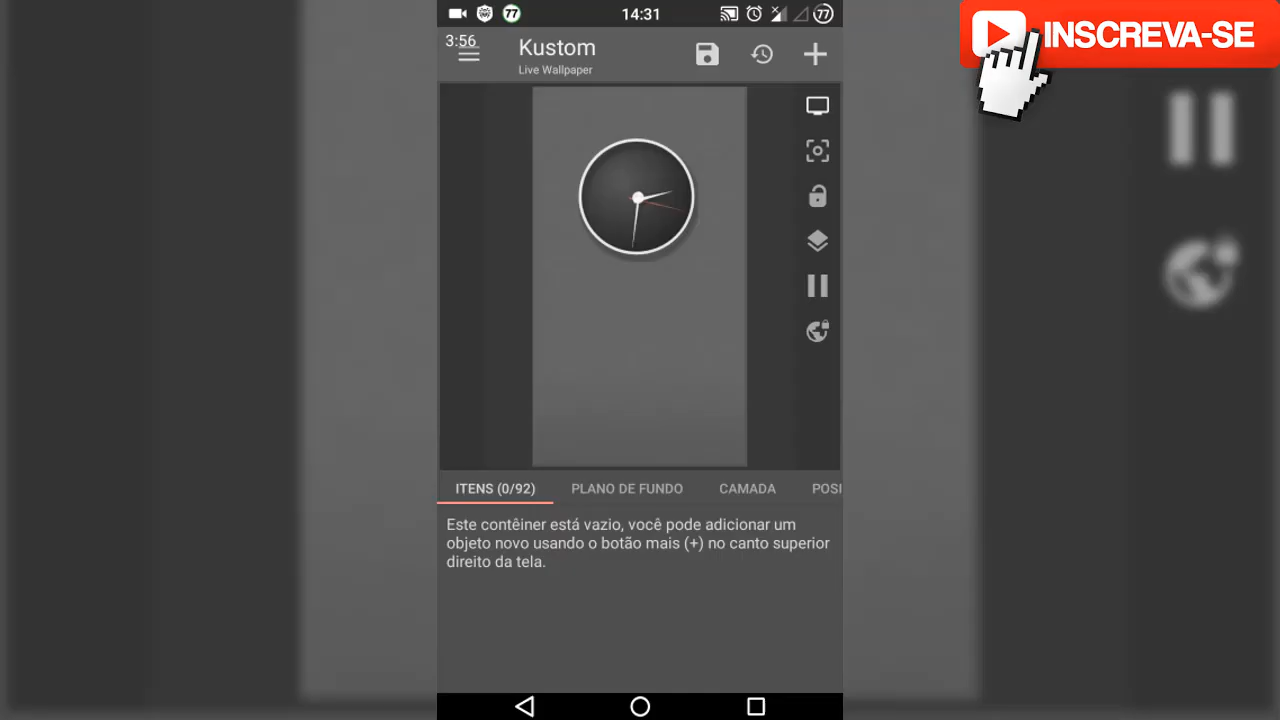 77
14:31
77
INSCREVA-SE
3:56
Kustom
Live Wallpaper
ITENS (0/92)
PLANO DE FUNDO
CAMADA
POSI
Este contêiner está vazio, você pode adicionar um
objeto novo usando o botão mais (+) no canto superior
direito da tela.